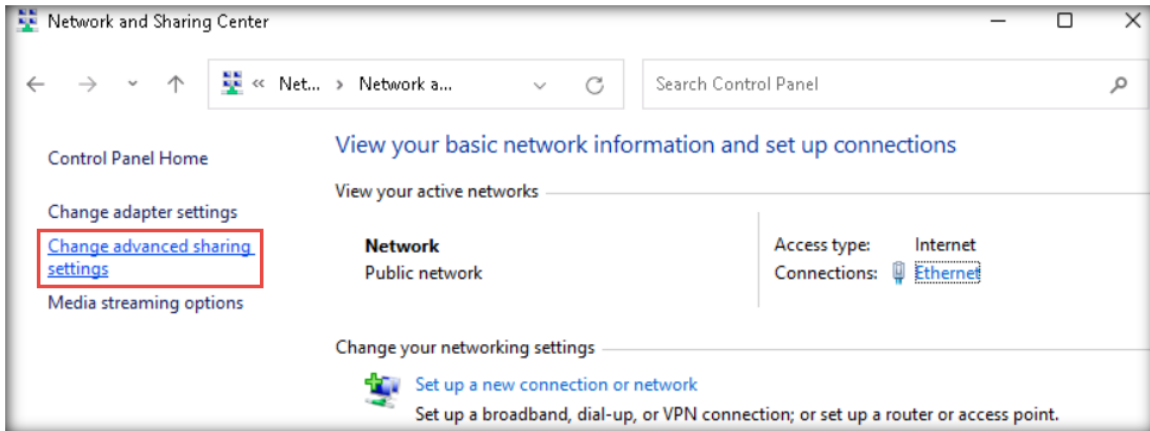 Network and Sharing Center
« Net... › Network a...
Search Control Panel
Control Panel Home
Change adapter settings
Change advanced sharing
settings
Media streaming options
View your basic network information and set up connections
View your active networks
Network
Public network
Access type: Internet
Connections: Ethernet
Change your networking settings
Set up a new connection or network
Set up a broadband, dial-up, or VPN connection; or set up a router or access point.